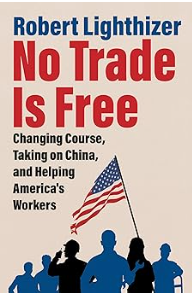 Robert Lighthizer
No Trade
Is Free
Changing Course,
Taking on China,
and Helping
America's
Workers